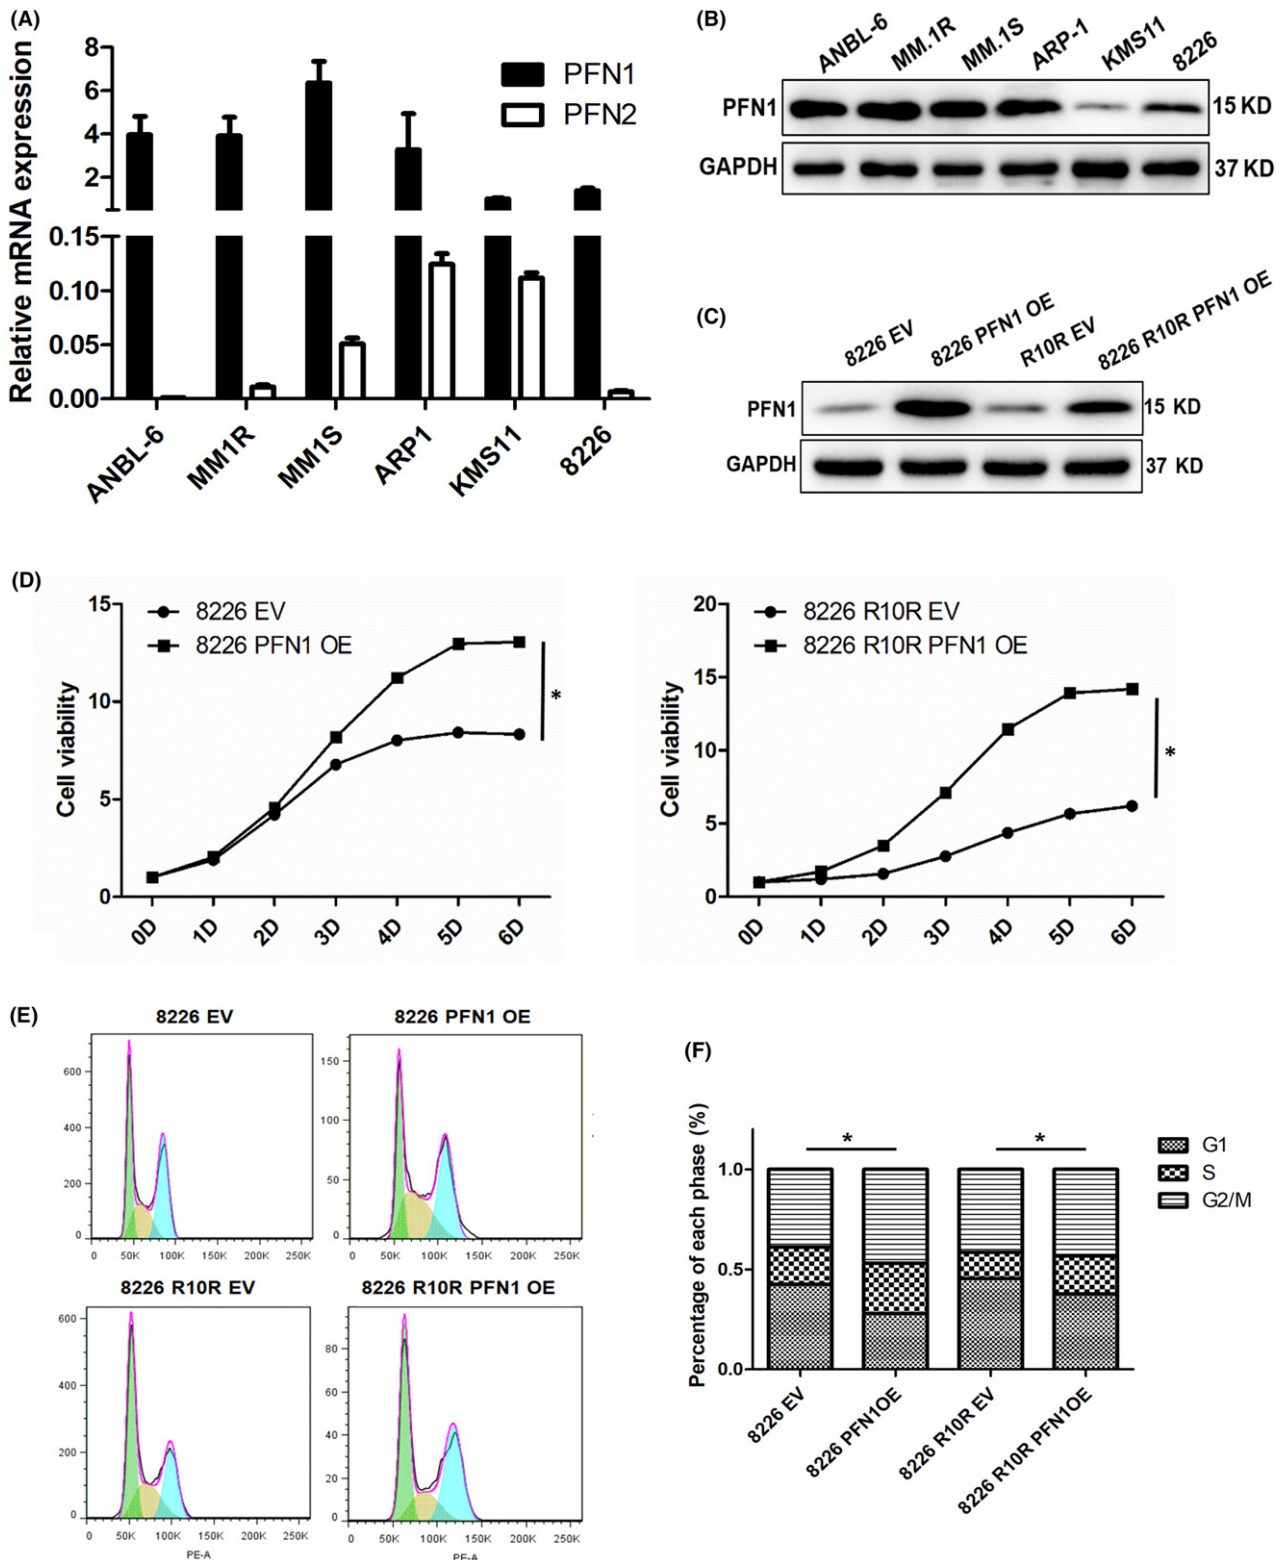 (A)
Relative mRNA expression
8
6
4
2
0.15
0.10
0.05
0.00
PFN1
PFN2
ANBL-6
MM1R
MM1S
ARP1
KMS11
8226
(B)
ANBL-6
MM.1R
MM.1S
ARP-1
KMS11
8226
PFN1
15 KD
GAPDH
37 KD
(C)
8226 EV
8226 PFN1 OE
R10R EV
8226 R10R PFN1 OE
PFN1
15 KD
GAPDH
37 KD
(D)
Cell viability
15
10
5
0
8226 EV
8226 PFN1 OE
*
0D
1D
2D
3D
4D
5D
6D
Cell viability
20
15
10
5
0
8226 R10R EV
8226 R10R PFN1 OE
*
0D
1D
2D
3D
4D
5D
6D
(E)
8226 EV
600
400
200
0
0 50K 100K 150K 200K 250K
8226 PFN1 OE
150
100
50
0
0 50K 100K 150K 200K 250K
8226 R10R EV
600
400
200
0
0 50K 100K 150K 200K 250K
PE-A
8226 R10R PFN1 OE
80
60
40
20
0
0 50K 100K 150K 200K 250K
PE-A
(F)
Percentage of each phase (%)
1.0
0.5
0.0
*
*
G1
S
G2/M
8226 EV
8226 PFN1OE
8226 R10R EV
8226 R10R PFN1OE